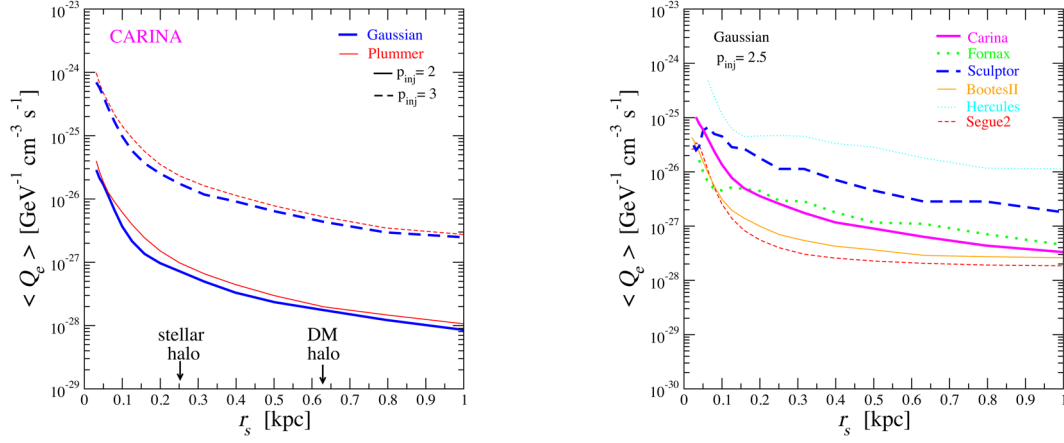 10^-23
10^-24
10^-25
10^-26
10^-27
10^-28
10^-29
< Q_e > [GeV^-1 cm^-3 s^-1]
CARINA
Gaussian
Plummer
p_inj= 2
p_inj= 3
stellar
halo
DM
halo
0 0.1 0.2 0.3 0.4 0.5 0.6 0.7 0.8 0.9 1
r_s [kpc]
10^-23
10^-24
10^-25
10^-26
10^-27
10^-28
10^-29
10^-30
< Q_e > [GeV^-1 cm^-3 s^-1]
Gaussian
p_inj= 2.5
Carina
Fornax
Sculptor
BootesII
Hercules
Segue2
0 0.1 0.2 0.3 0.4 0.5 0.6 0.7 0.8 0.9 1
r_s [kpc]